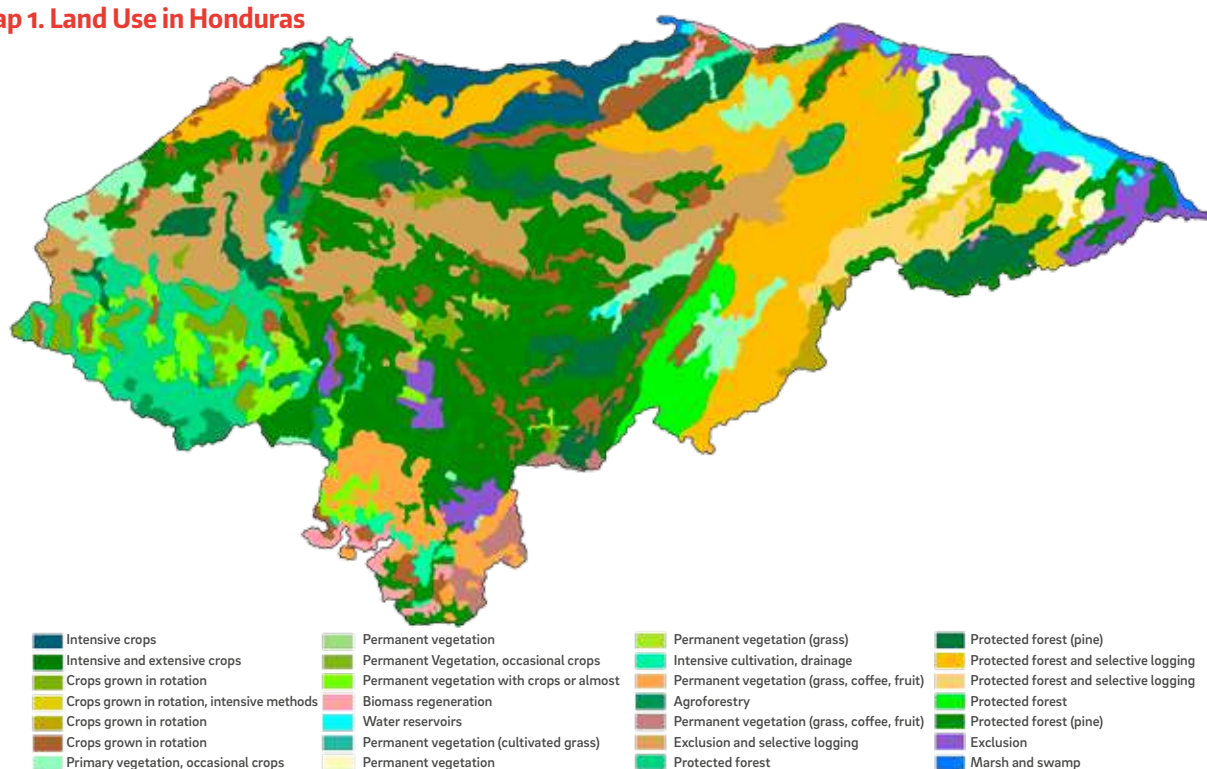 ap 1. Land Use in Honduras
Intensive crops
Intensive and extensive crops
Crops grown in rotation
Crops grown in rotation, intensive methods
Crops grown in rotation
Crops grown in rotation
Primary vegetation, occasional crops
Permanent vegetation
Permanent Vegetation, occasional crops
Permanent vegetation with crops or almost
Biomass regeneration
Water reservoirs
Permanent vegetation (cultivated grass)
Permanent vegetation
Permanent vegetation (grass)
Intensive cultivation, drainage
Permanent vegetation (grass, coffee, fruit)
Agroforestry
Permanent vegetation (grass, coffee, fruit)
Exclusion and selective logging
Protected forest
Protected forest (pine)
Protected forest and selective logging
Protected forest and selective logging
Protected forest
Protected forest (pine)
Exclusion
Marsh and swamp